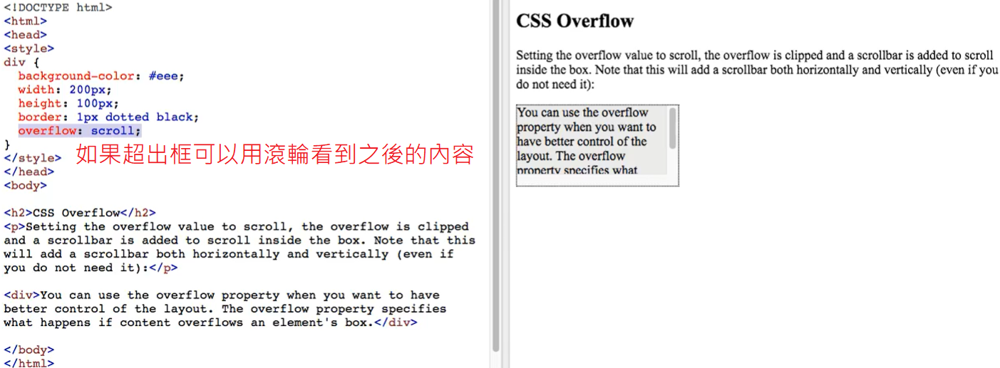 <!DOCTYPE html>
<html>
<head>
<style>
div {
  background-color: #eee;
  width: 200px;
  height: 100px;
  border: 1px dotted black;
  overflow: scroll;
}
</style>
如果超出框可以用滾輪看到之後的內容
</head>
<body>

<h2>CSS Overflow</h2>
<p>Setting the overflow value to scroll, the overflow is clipped
and a scrollbar is added to scroll inside the box. Note that this
will add a scrollbar both horizontally and vertically (even if
you do not need it):</p>

<div>You can use the overflow property when you want to have
better control of the layout. The overflow property specifies
what happens if content overflows an element's box.</div>

</body>
</html>
CSS Overflow
Setting the overflow value to scroll, the overflow is clipped and a scrollbar is added to scroll
inside the box. Note that this will add a scrollbar both horizontally and vertically (even if you
do not need it):
You can use the overflow
property when you want to
have better control of the
layout. The overflow
property specifies what